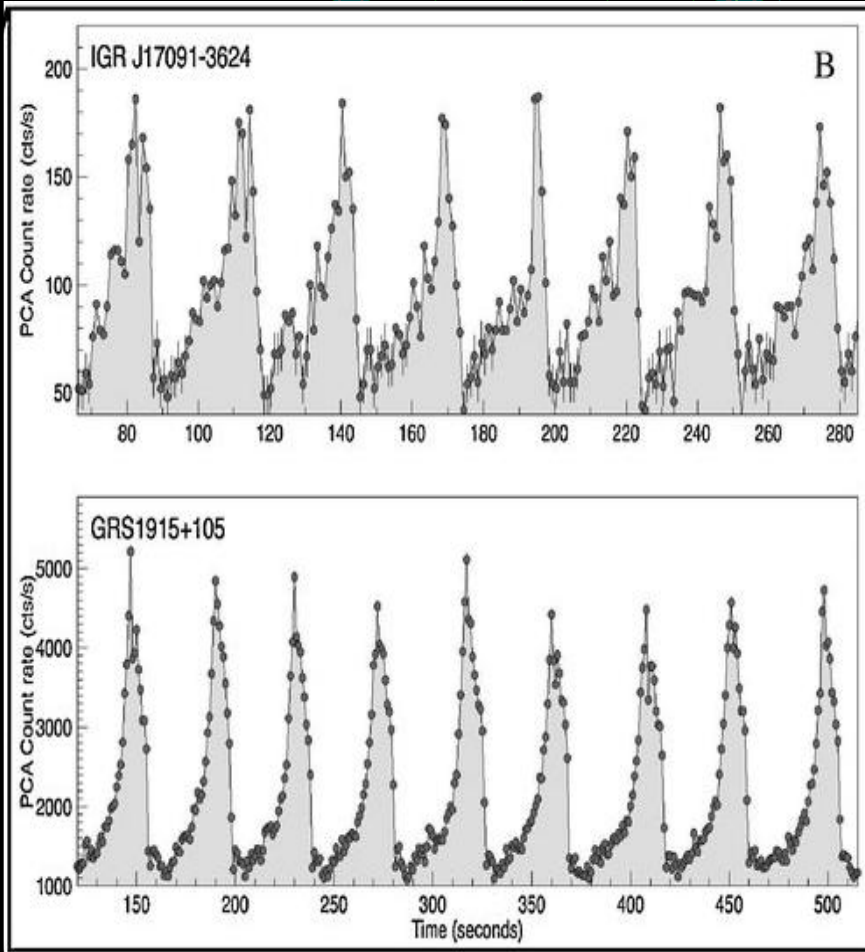 IGR J17091-3624
B
PCA Count rate (cts/s)
200
150
100
50
80 100 120 140 160 180 200 220 240 260 280
GRS1915+105
PCA Count rate (cts/s)
5000
4000
3000
2000
1000
150 200 250 300 350 400 450 500
Time (seconds)